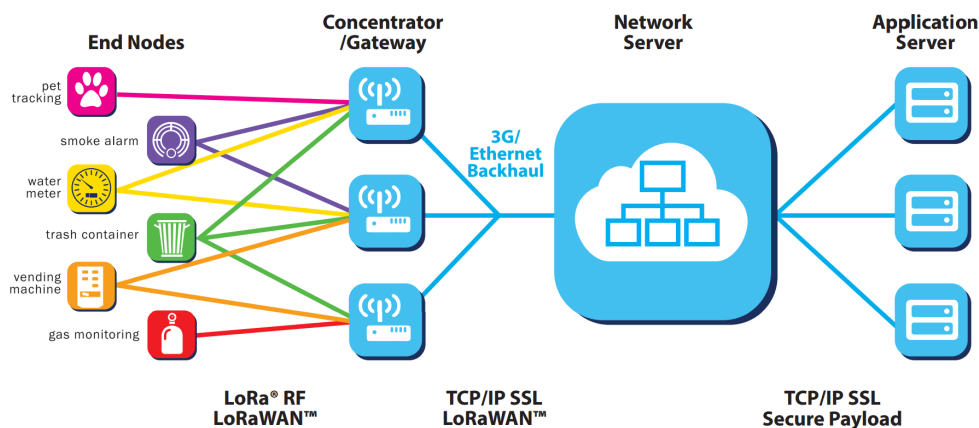 End Nodes
Concentrator
/Gateway
Network
Server
Application
Server
pet
tracking
smoke alarm
water
meter
trash container
vending
machine
gas monitoring
3G/
Ethernet
Backhaul
LoRa® RF
LoRaWAN™
TCP/IP SSL
LoRaWAN™
TCP/IP SSL
Secure Payload